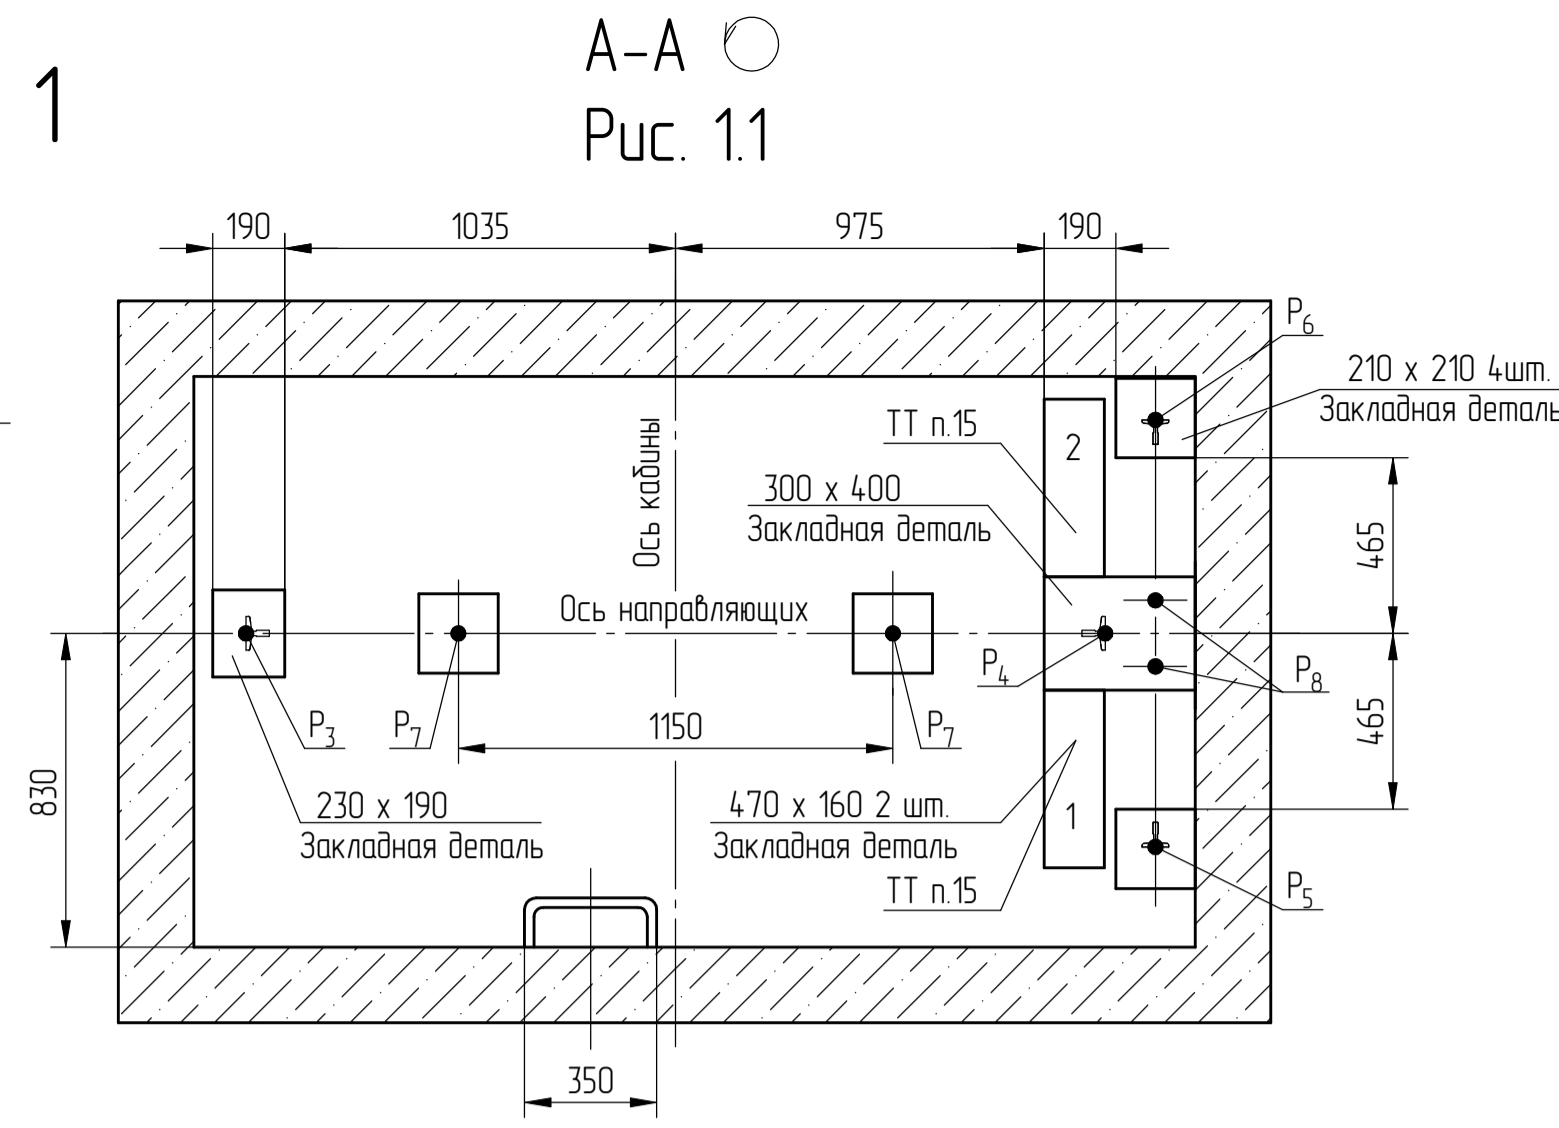 А-А
1
Рис. 1.1
190
1035
975
190
P6
210 x 210 4шт.
Закладная деталь
ТТ п.15
2
Ось кабины
300 x 400
Закладная деталь
465
Ось направляющих
P4
P8
P3
P7
1150
P7
465
830
230 x 190
Закладная деталь
470 x 160 2 шт.
Закладная деталь
1
ТТ п.15
P5
350